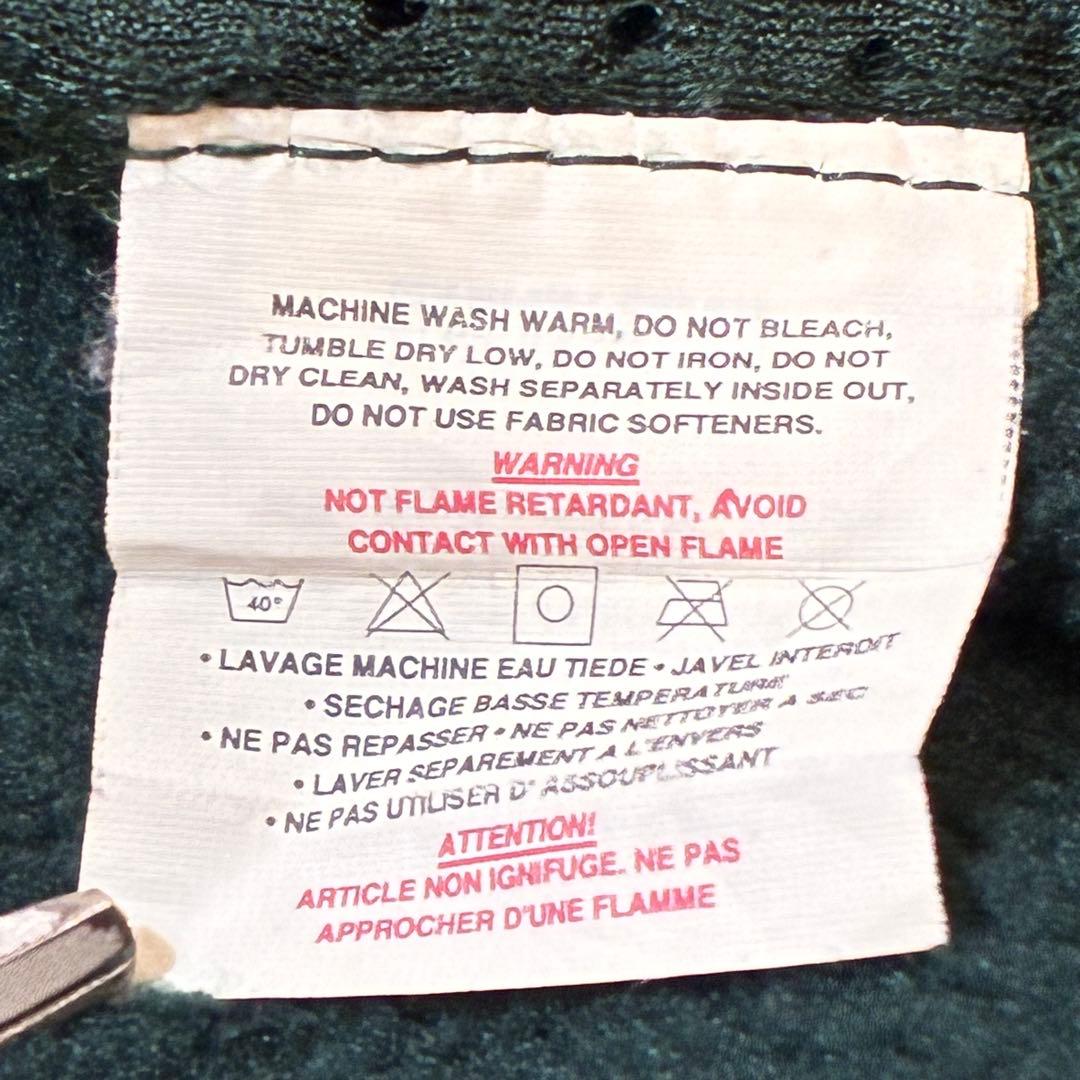 MACHINE WASH WARM, DO NOT BLEACH,
TUMBLE DRY LOW, DO NOT IRON, DO NOT
DRY CLEAN, WASH SEPARATELY INSIDE OUT,
DO NOT USE FABRIC SOFTENERS.
WARNING
NOT FLAME RETARDANT, AVOID
CONTACT WITH OPEN FLAME
40°
• LAVAGE MACHINE EAU TIEDE • JAVEL INTERDIT
• SECHAGE BASSE TEMPERATURE
• NE PAS REPASSER • NE PAS NETTOYER A SEC
• LAVER SEPAREMENT A L'ENVERS
• NE PAS UTILISER D'ASSOUPLISSANT
ATTENTION!
ARTICLE NON IGNIFUGE. NE PAS
APPROCHER D'UNE FLAMME